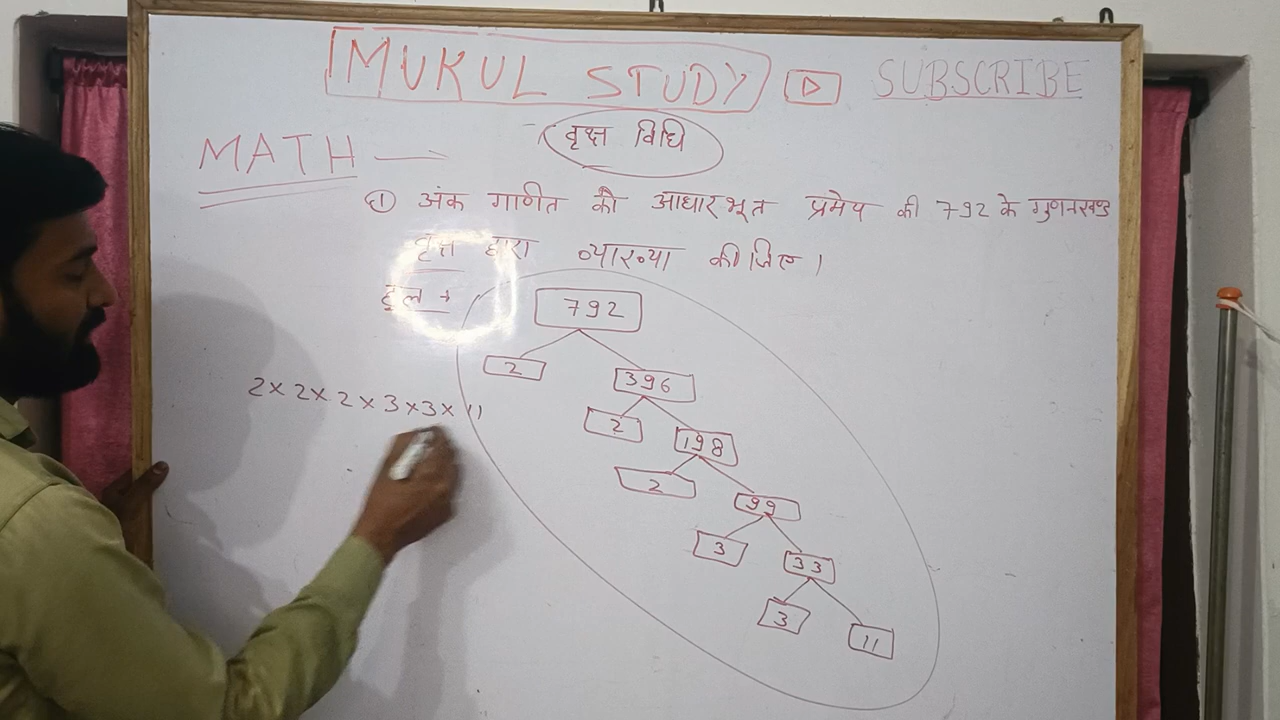 MUKUL STUDY SUBSCRIBE
वृक्ष विधि
MATH —
(1) अंक गाणीत की आधारभूत प्रमेय की 792 के गुणनखण्ड
वृत्त द्वारा व्यारव्या कीजिए।
हल →
792
2 396
2×2×2×3×3×11
2 198
2 99
3 33
3 11